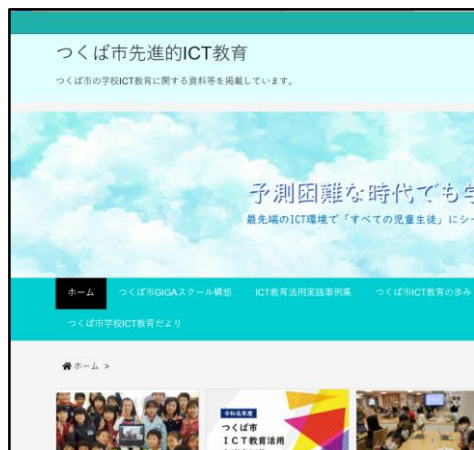 つくば市先進的ICT教育
つくば市の学校ICT教育に関する資料等を掲載しています。
予測困難な時代でも
最先端のICT環境で「すべての児童生徒」にシー
ホーム つくば市GIGAスクール構想 ICT教育活用実践事例集 つくば市ICT教育の歩み
つくば市学校ICT教育だより
ホーム >
令和元年度
つくば市
ICT教育活用